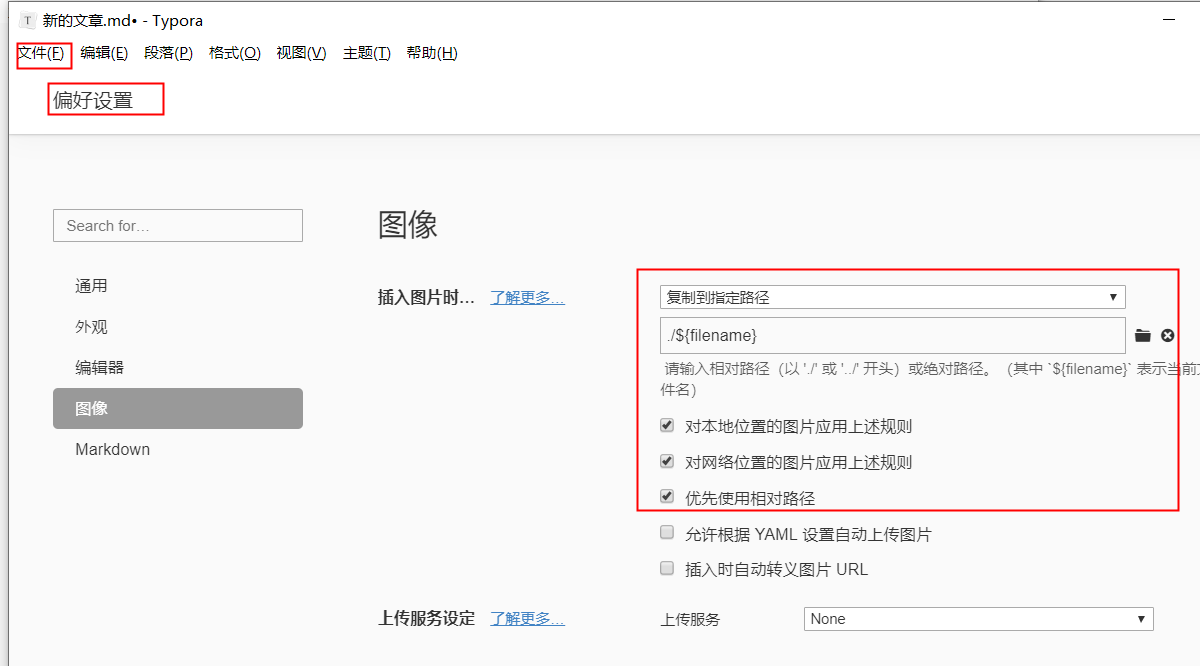 T 新的文章.md• - Typora
文件(F) 编辑(E) 段落(P) 格式(O) 视图(V) 主题(T) 帮助(H)
偏好设置
Search for…
通用
外观
编辑器
图像
Markdown
图像
插入图片时... 了解更多…
复制到指定路径
./${filename}
请输入相对路径（以 './' 或 '../' 开头）或绝对路径。（其中 `${filename}` 表示当前文
件名）
对本地位置的图片应用上述规则
对网络位置的图片应用上述规则
优先使用相对路径
允许根据 YAML 设置自动上传图片
插入时自动转义图片 URL
上传服务设定 了解更多…
上传服务 None